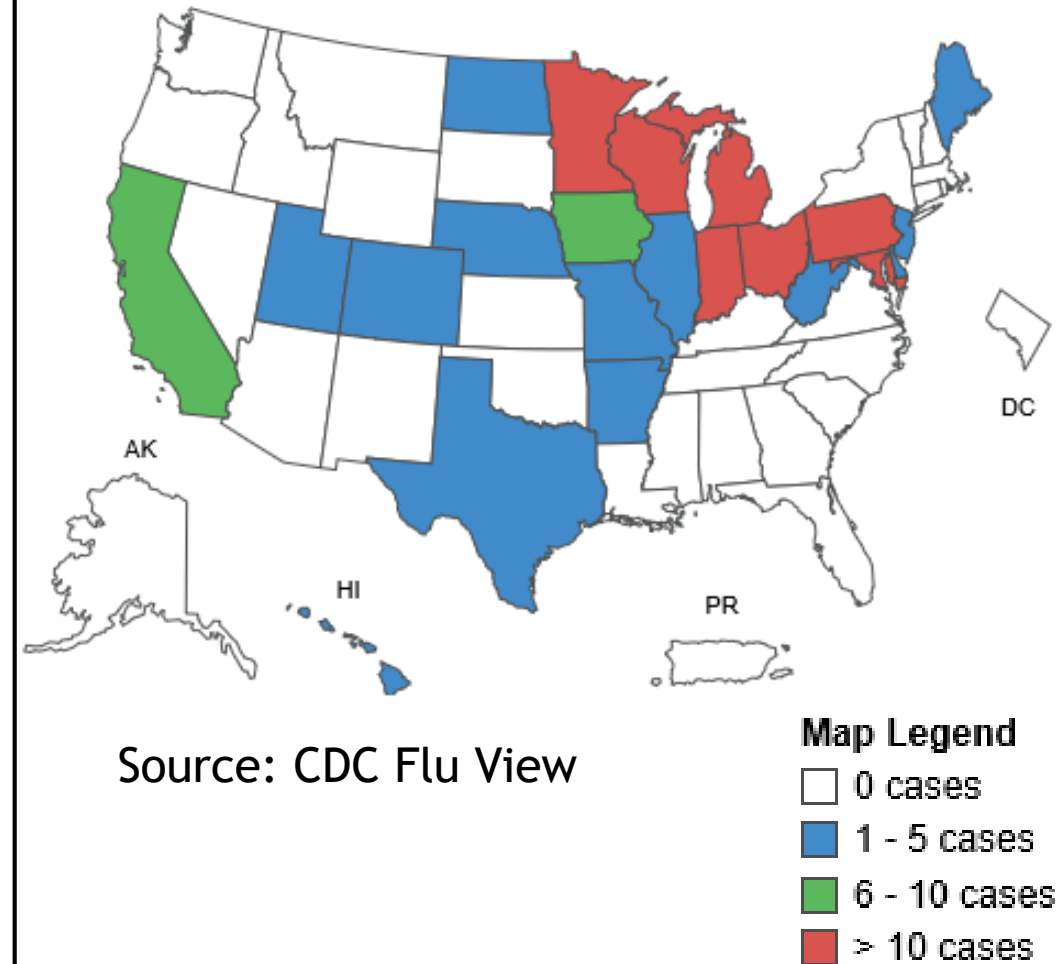 AK
HI
PR
DC
Source: CDC Flu View
Map Legend
0 cases
1 - 5 cases
6 - 10 cases
> 10 cases